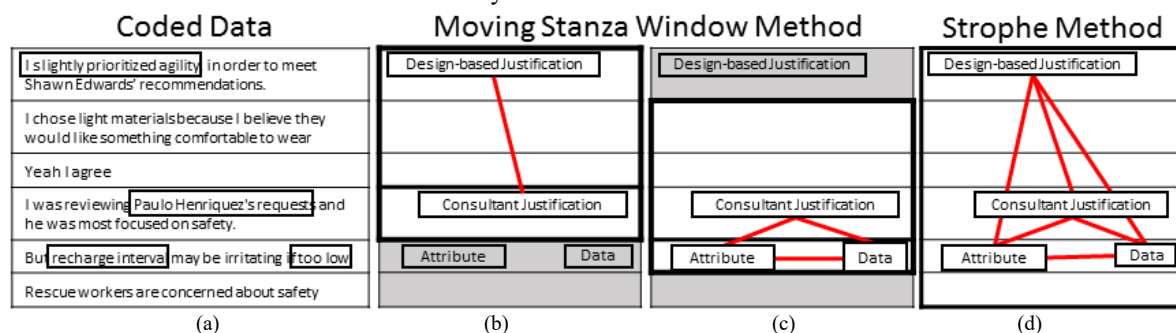 Coded Data
Moving Stanza Window Method
Strophe Method
I slightly prioritized agility in order to meet
Shawn Edwards' recommendations.
I chose light materials because I believe they
would like something comfortable to wear
Yeah I agree
I was reviewing Paulo Henriquez's requests and
he was most focused on safety.
But recharge interval may be irritating if too low
Rescue workers are concerned about safety
Design-based Justification
Consultant Justification
Attribute Data
Design-based Justification
Consultant Justification
Attribute Data
Design-based Justification
Consultant Justification
Attribute Data
(a) (b) (c) (d)